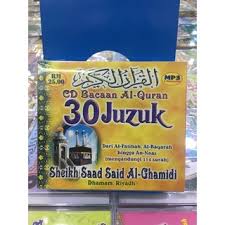 القرآن الكريم
RM
25.00
MP3
CD Bacaan Al-Quran
30 Juzuk
Dari Al-Fatihah, Al-Baqarah
hingga An-Naas
(mengandungi 114 surah)
Sheikh Saad Said Al-Ghamidi
Dhamam, Riyadh